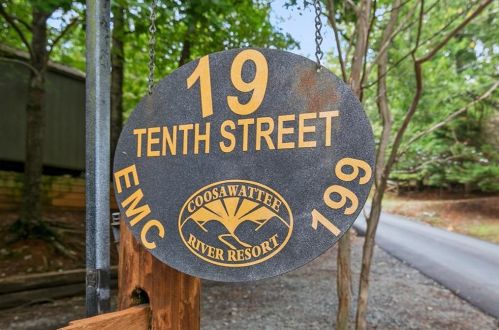 19
TENTH STREET
EMC
199
COOSAWATTEE
RIVER RESORT